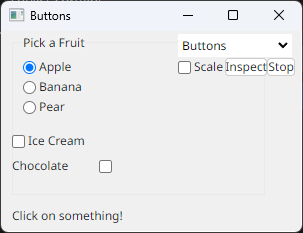 Buttons
Pick a Fruit
Buttons
Apple
Scale Inspect Stop
Banana
Pear
Ice Cream
Chocolate
Click on something!